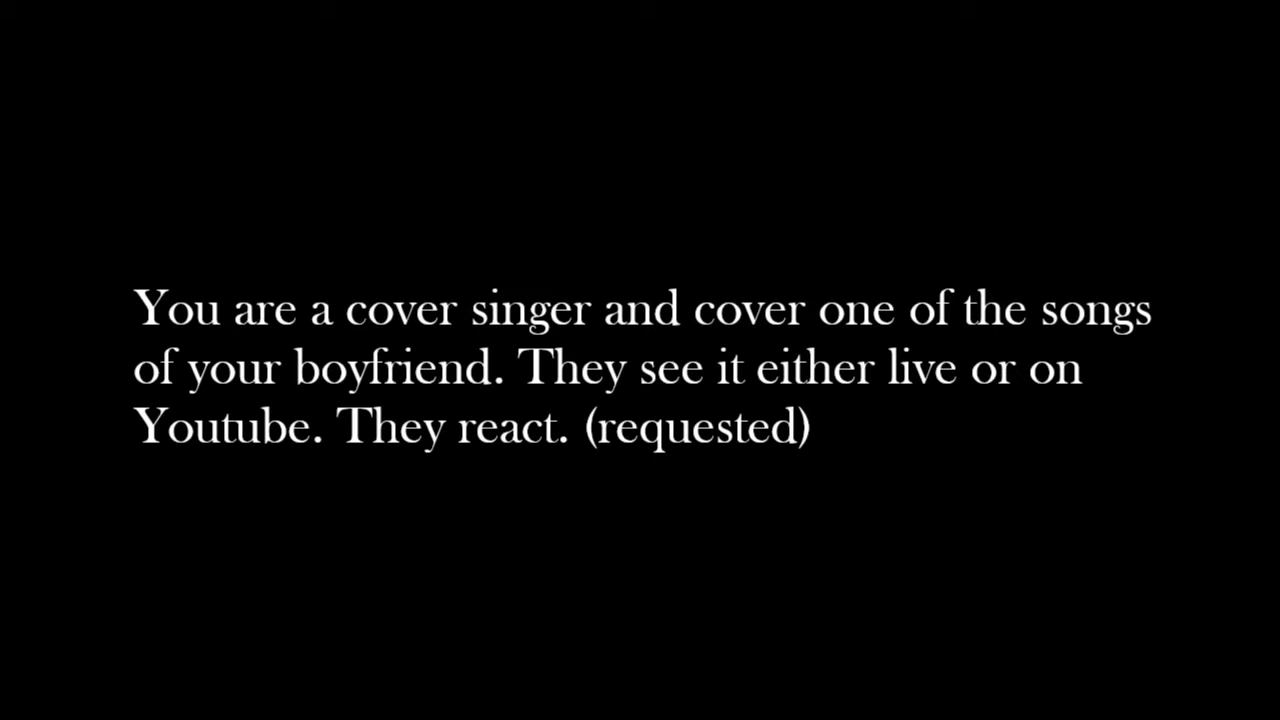 You are a cover singer and cover one of the songs
of your boyfriend. They see it either live or on
Youtube. They react. (requested)